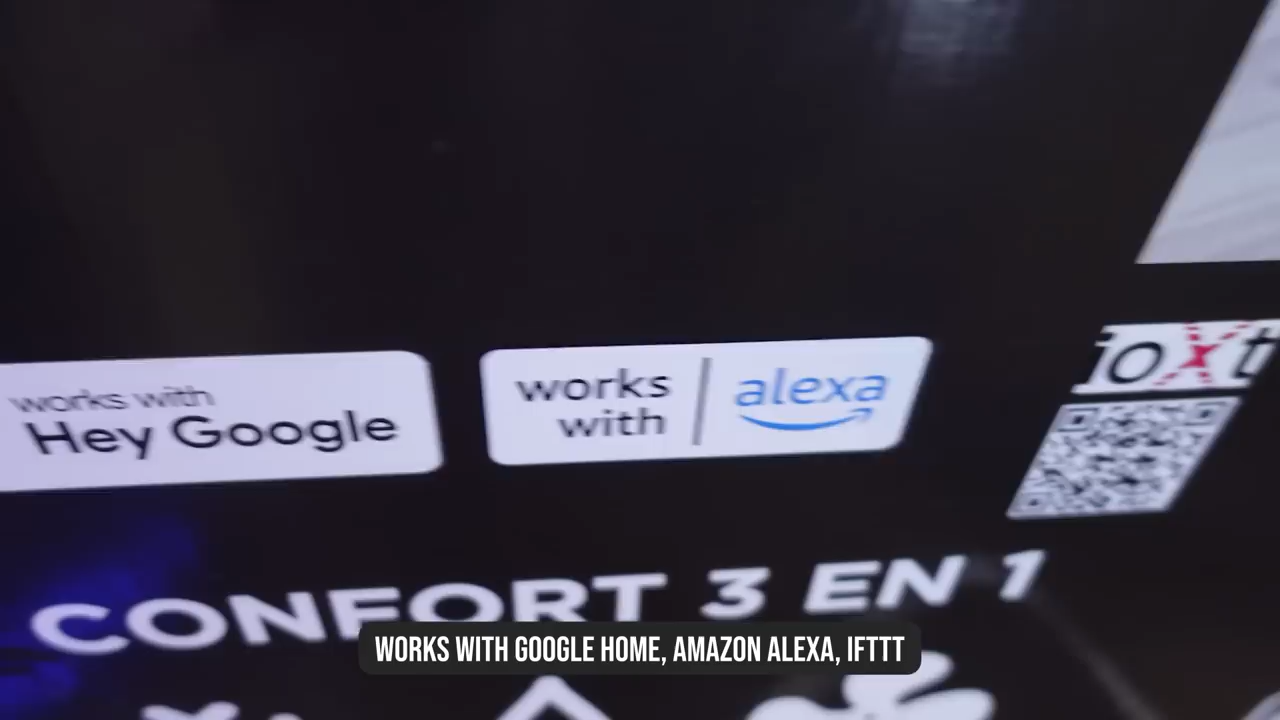 works with
Hey Google
works
with
alexa
ioXt
CONFORT 3 EN 1
WORKS WITH GOOGLE HOME, AMAZON ALEXA, IFTTT